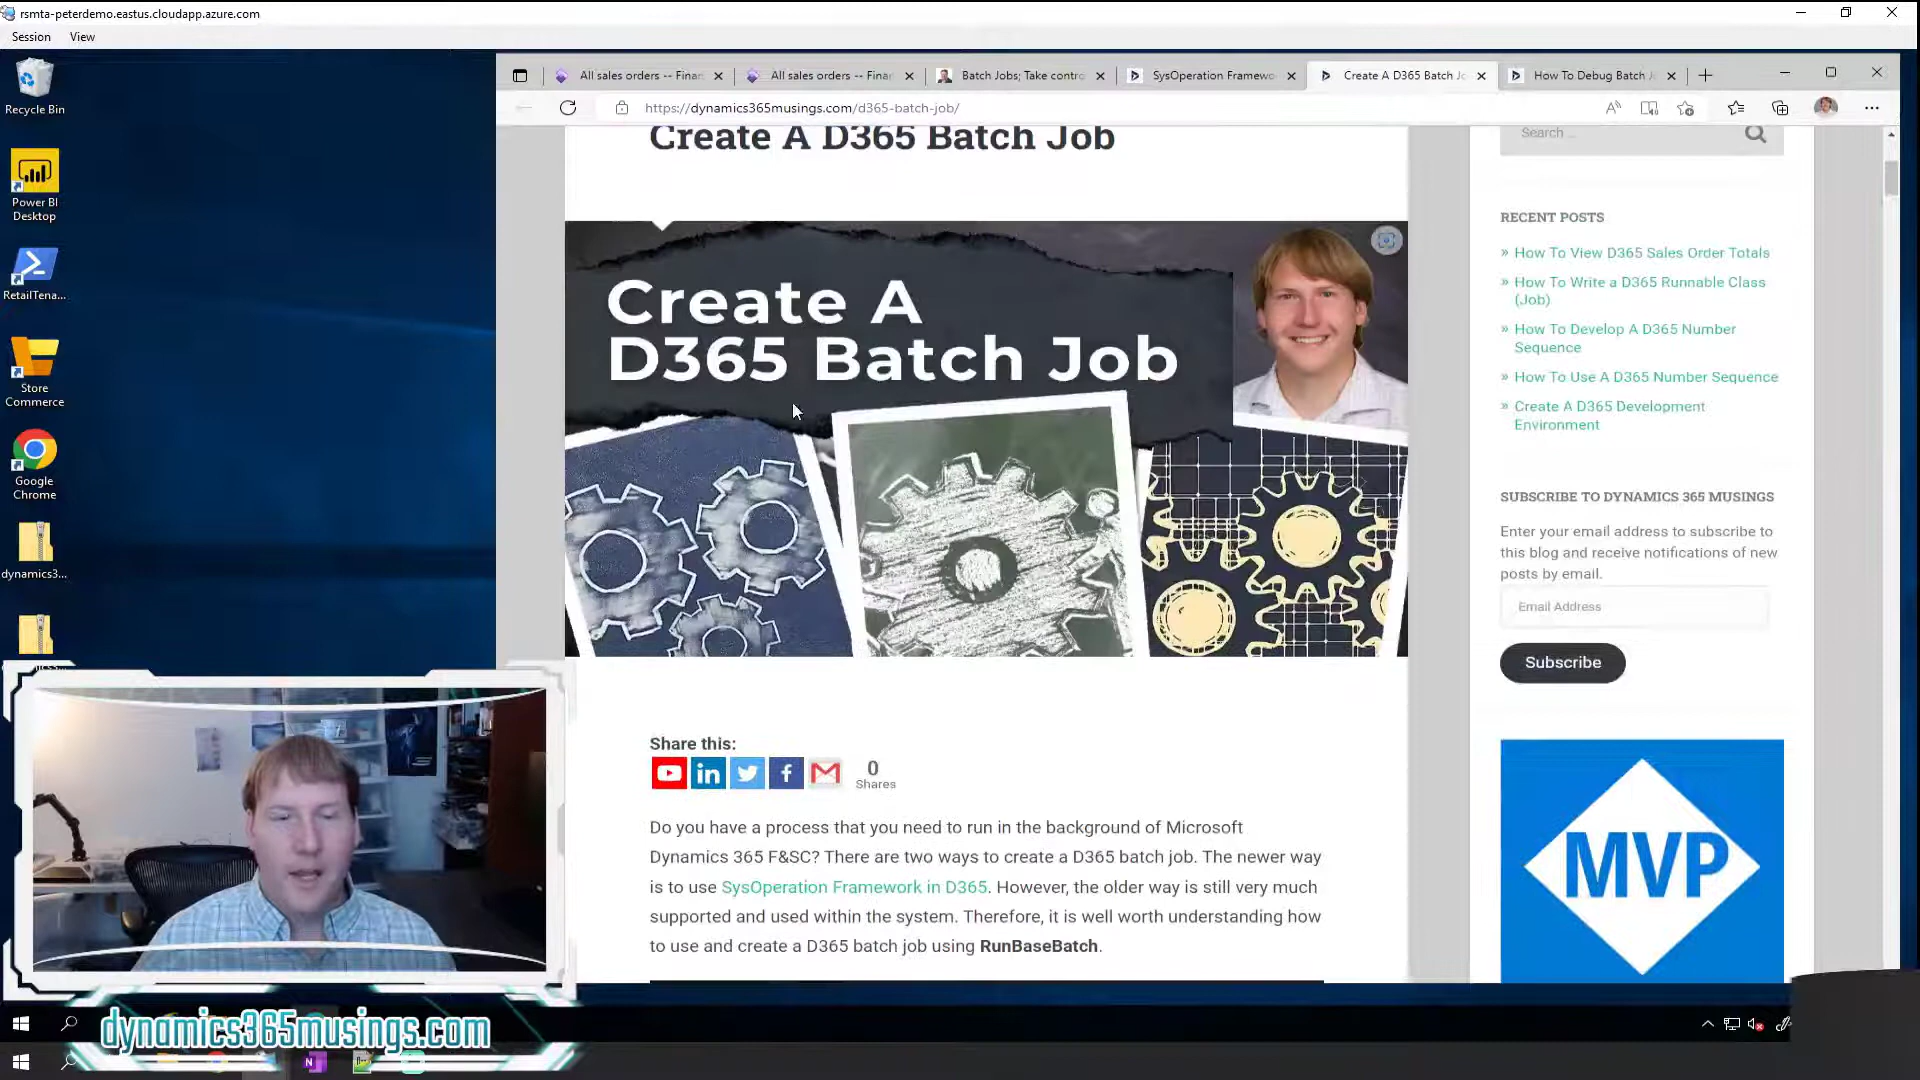 rsmta-peterdemo.eastus.cloudapp.azure.com
Session View
Recycle Bin
Power BI
Desktop
RetailTena...
Store
Commerce
Google
Chrome
dynamics3...
All sales orders -- Finan
All sales orders -- Finan
Batch Jobs; Take contro
SysOperation Framewo
Create A D365 Batch Jo
How To Debug Batch J
https://dynamics365musings.com/d365-batch-job/
Create A D365 Batch Job
Create A
D365 Batch Job
Share this:
0
Shares
Do you have a process that you need to run in the background of Microsoft
Dynamics 365 F&SC? There are two ways to create a D365 batch job. The newer way
is to use SysOperation Framework in D365. However, the older way is still very much
supported and used within the system. Therefore, it is well worth understanding how
to use and create a D365 batch job using RunBaseBatch.
Search ...
RECENT POSTS
» How To View D365 Sales Order Totals
» How To Write a D365 Runnable Class
(Job)
» How To Develop A D365 Number
Sequence
» How To Use A D365 Number Sequence
» Create A D365 Development
Environment
SUBSCRIBE TO DYNAMICS 365 MUSINGS
Enter your email address to subscribe to
this blog and receive notifications of new
posts by email.
Email Address
Subscribe
MVP
dynamics365musings.com